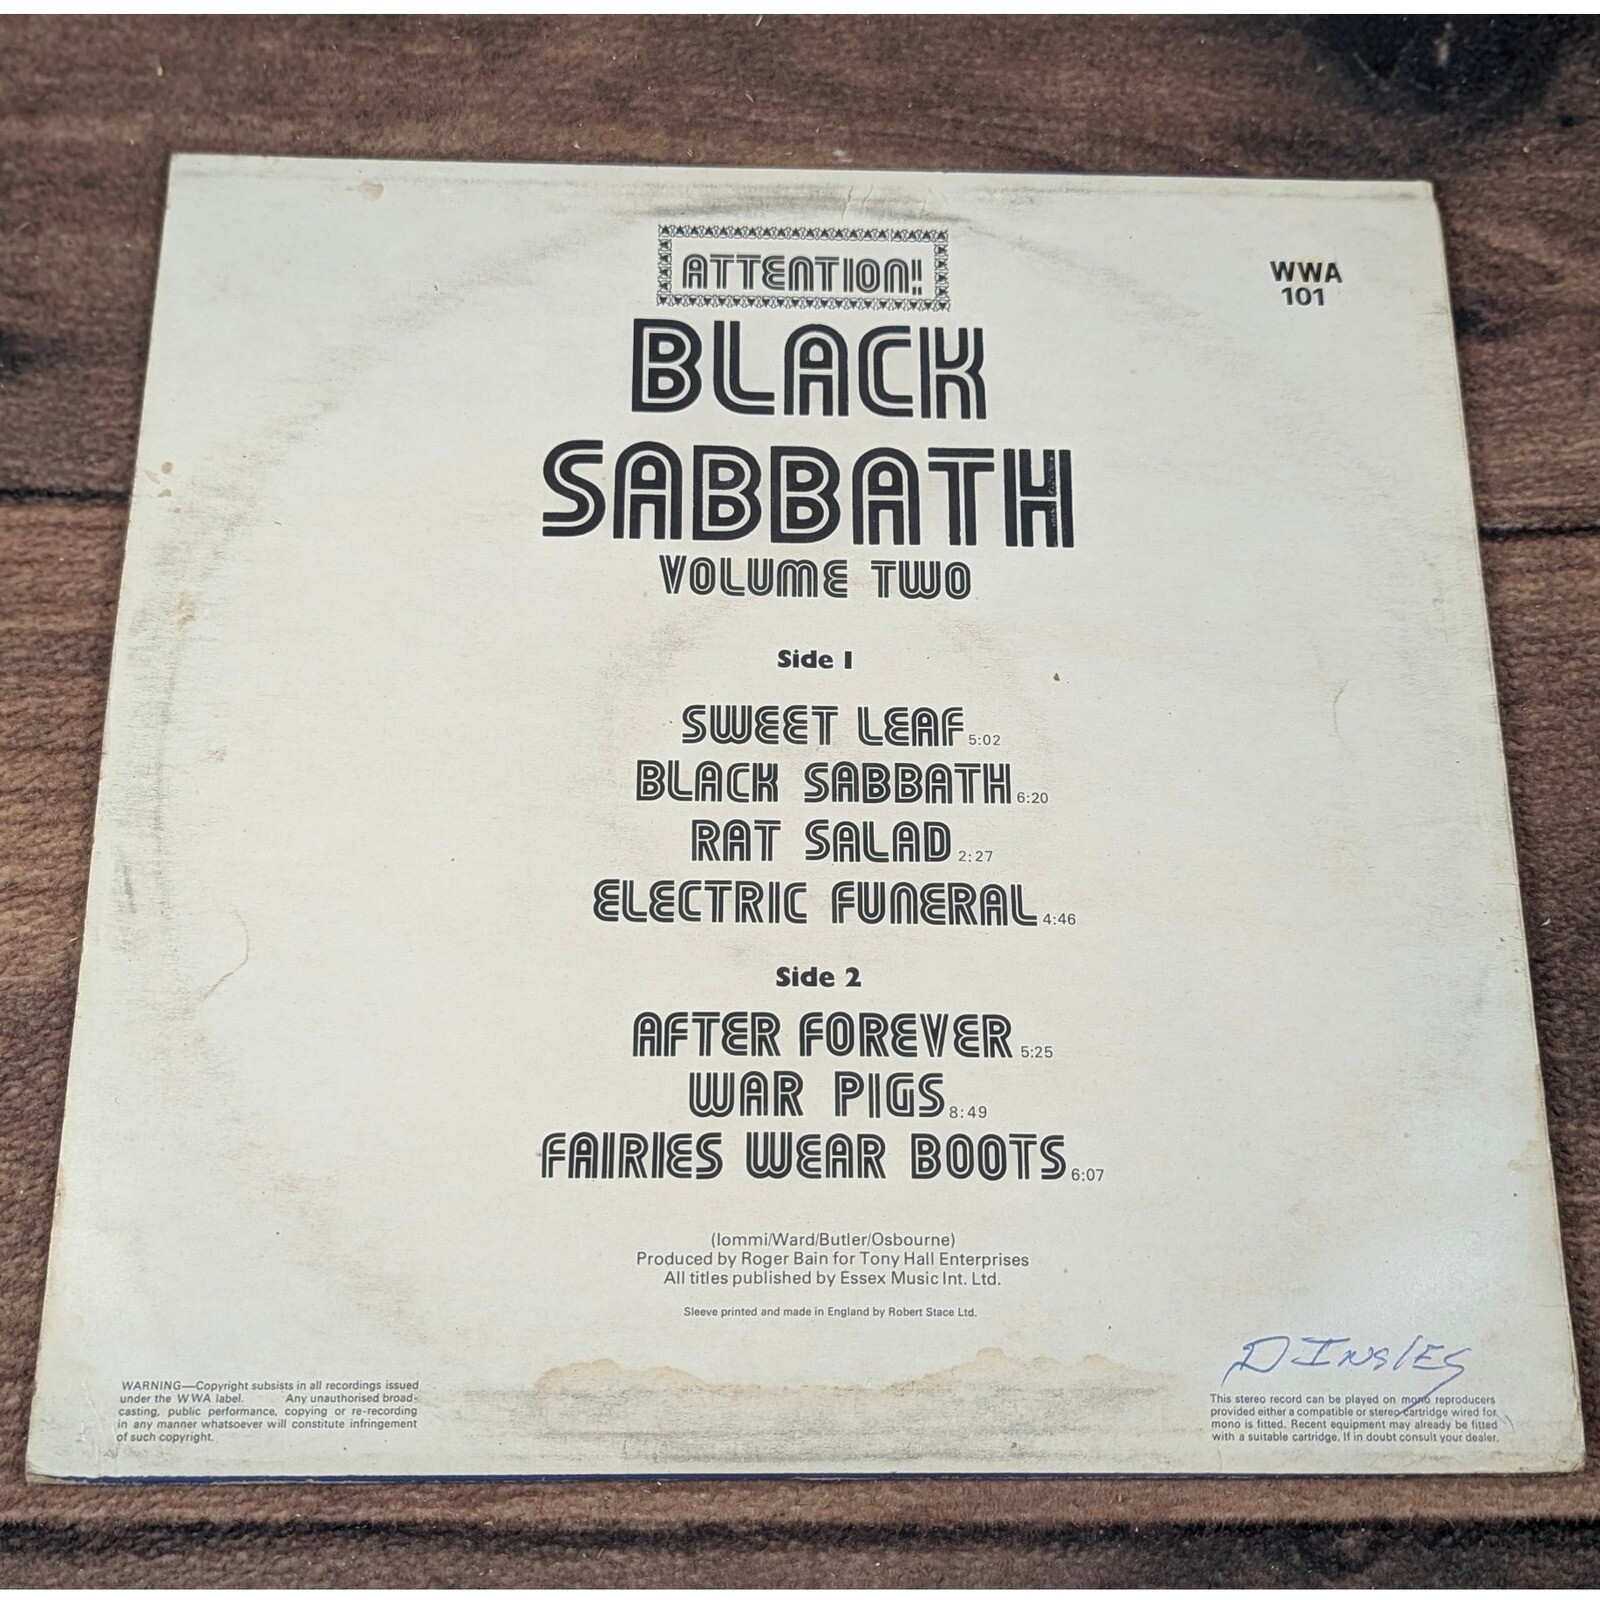 ATTENTION!
WWA
101
BLACK
SABBATH
VOLUME TWO
Side 1
SWEET LEAF 5:02
BLACK SABBATH 6:20
RAT SALAD 2:27
ELECTRIC FUNERAL 4:46
Side 2
AFTER FOREVER 5:25
WAR PIGS 8:49
FAIRIES WEAR BOOTS 6:07
(Iommi/Ward/Butler/Osbourne)
Produced by Roger Bain for Tony Hall Enterprises
All titles published by Essex Music Int. Ltd.
Sleeve printed and made in England by Robert Stace Ltd.
WARNING—Copyright subsists in all recordings issued
under the WWA label. Any unauthorised broad-
casting, public performance, copying or re-recording
in any manner whatsoever will constitute infringement
of such copyright.
This stereo record can be played on mono reproducers
provided either a compatible or stereo cartridge wired for
mono is fitted. Recent equipment may already be fitted
with a suitable cartridge. If in doubt consult your dealer.